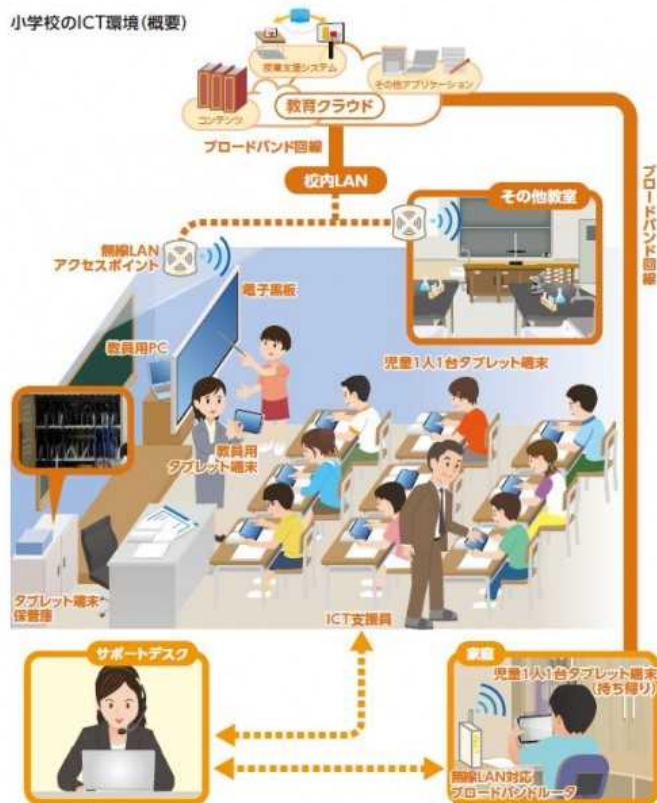 小学校のICT環境(概要)
授業支援システム
その他アプリケーション
コンテンツ
教育クラウド
ブロードバンド回線
校内LAN
その他教室
ブロードバンド回線
無線LAN
アクセスポイント
電子黒板
教員用PC
児童1人1台タブレット端末
教員用
タブレット端末
タブレット端末
保管庫
ICT支援員
サポートデスク
家庭
児童1人1台タブレット端末
(持ち帰り)
無線LAN対応
ブロードバンドルータ